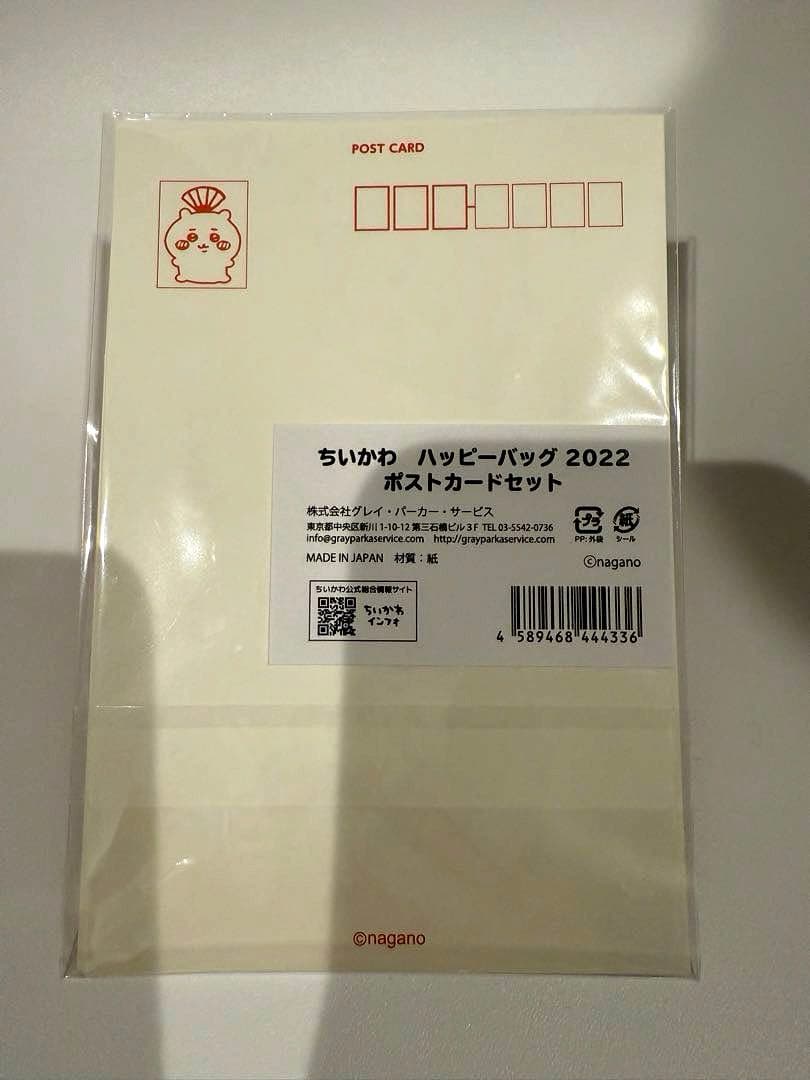 POST CARD
ちいかわ ハッピーバッグ 2022
ポストカードセット
株式会社グレイ・パーカー・サービス
東京都中央区新川1-10-12 第三石橋ビル3F TEL 03-5542-0736
info@grayparkaservice.com http://grayparkaservice.com
MADE IN JAPAN 材質：紙
プラ
PP:外袋
紙
シール
©nagano
ちいかわ公式総合情報サイト
ちいかわ
インフォ
4 589468 444336
©nagano